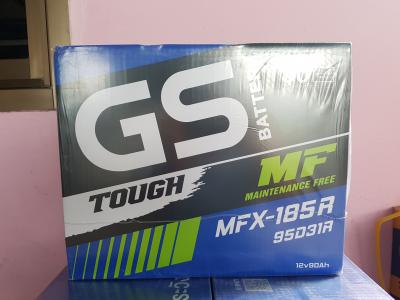 GS
BATTERY
TOUGH
MF
MAINTENANCE FREE
MFX-185R
95D31R
12V80Ah